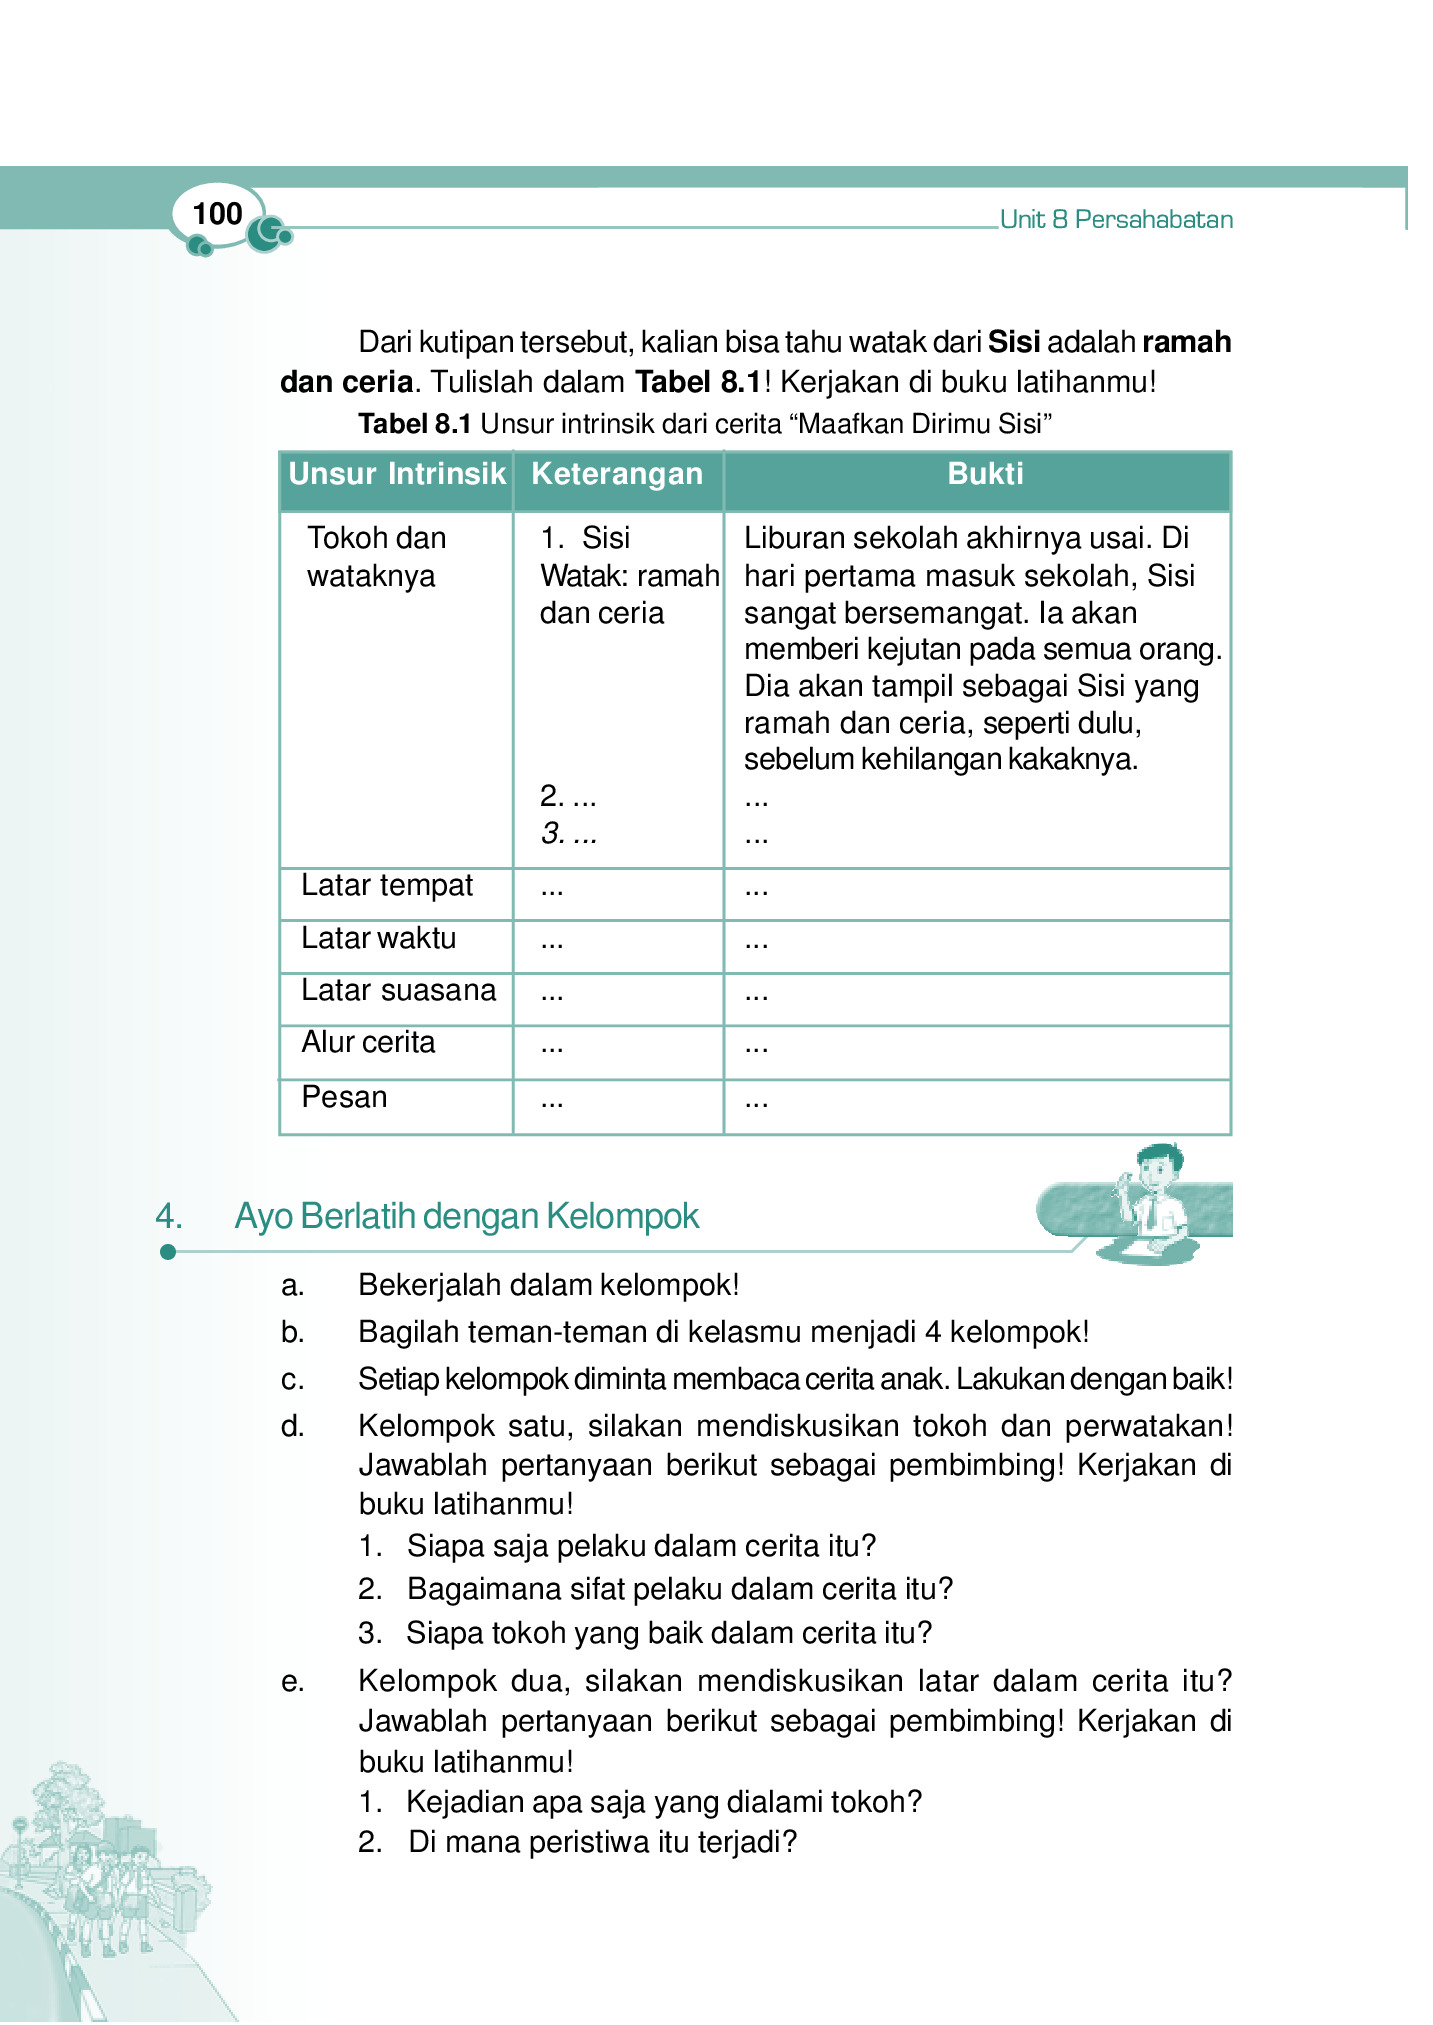 100
Unit 8 Persahabatan
Dari kutipan tersebut, kalian bisa tahu watak dari Sisi adalah ramah
dan ceria. Tulislah dalam Tabel 8.1! Kerjakan di buku latihanmu!
Tabel 8.1 Unsur intrinsik dari cerita “Maafkan Dirimu Sisi”
Unsur Intrinsik Keterangan Bukti
Tokoh dan 1. Sisi Liburan sekolah akhirnya usai. Di
wataknya Watak: ramah hari pertama masuk sekolah, Sisi
dan ceria sangat bersemangat. Ia akan
memberi kejutan pada semua orang.
Dia akan tampil sebagai Sisi yang
ramah dan ceria, seperti dulu,
sebelum kehilangan kakaknya.
2. ... ...
3. ... ...
Latar tempat ... ...
Latar waktu ... ...
Latar suasana ... ...
Alur cerita ... ...
Pesan ... ...
4. Ayo Berlatih dengan Kelompok
a. Bekerjalah dalam kelompok!
b. Bagilah teman-teman di kelasmu menjadi 4 kelompok!
c. Setiap kelompok diminta membaca cerita anak. Lakukan dengan baik!
d. Kelompok satu, silakan mendiskusikan tokoh dan perwatakan!
Jawablah pertanyaan berikut sebagai pembimbing! Kerjakan di
buku latihanmu!
1. Siapa saja pelaku dalam cerita itu?
2. Bagaimana sifat pelaku dalam cerita itu?
3. Siapa tokoh yang baik dalam cerita itu?
e. Kelompok dua, silakan mendiskusikan latar dalam cerita itu?
Jawablah pertanyaan berikut sebagai pembimbing! Kerjakan di
buku latihanmu!
1. Kejadian apa saja yang dialami tokoh?
2. Di mana peristiwa itu terjadi?